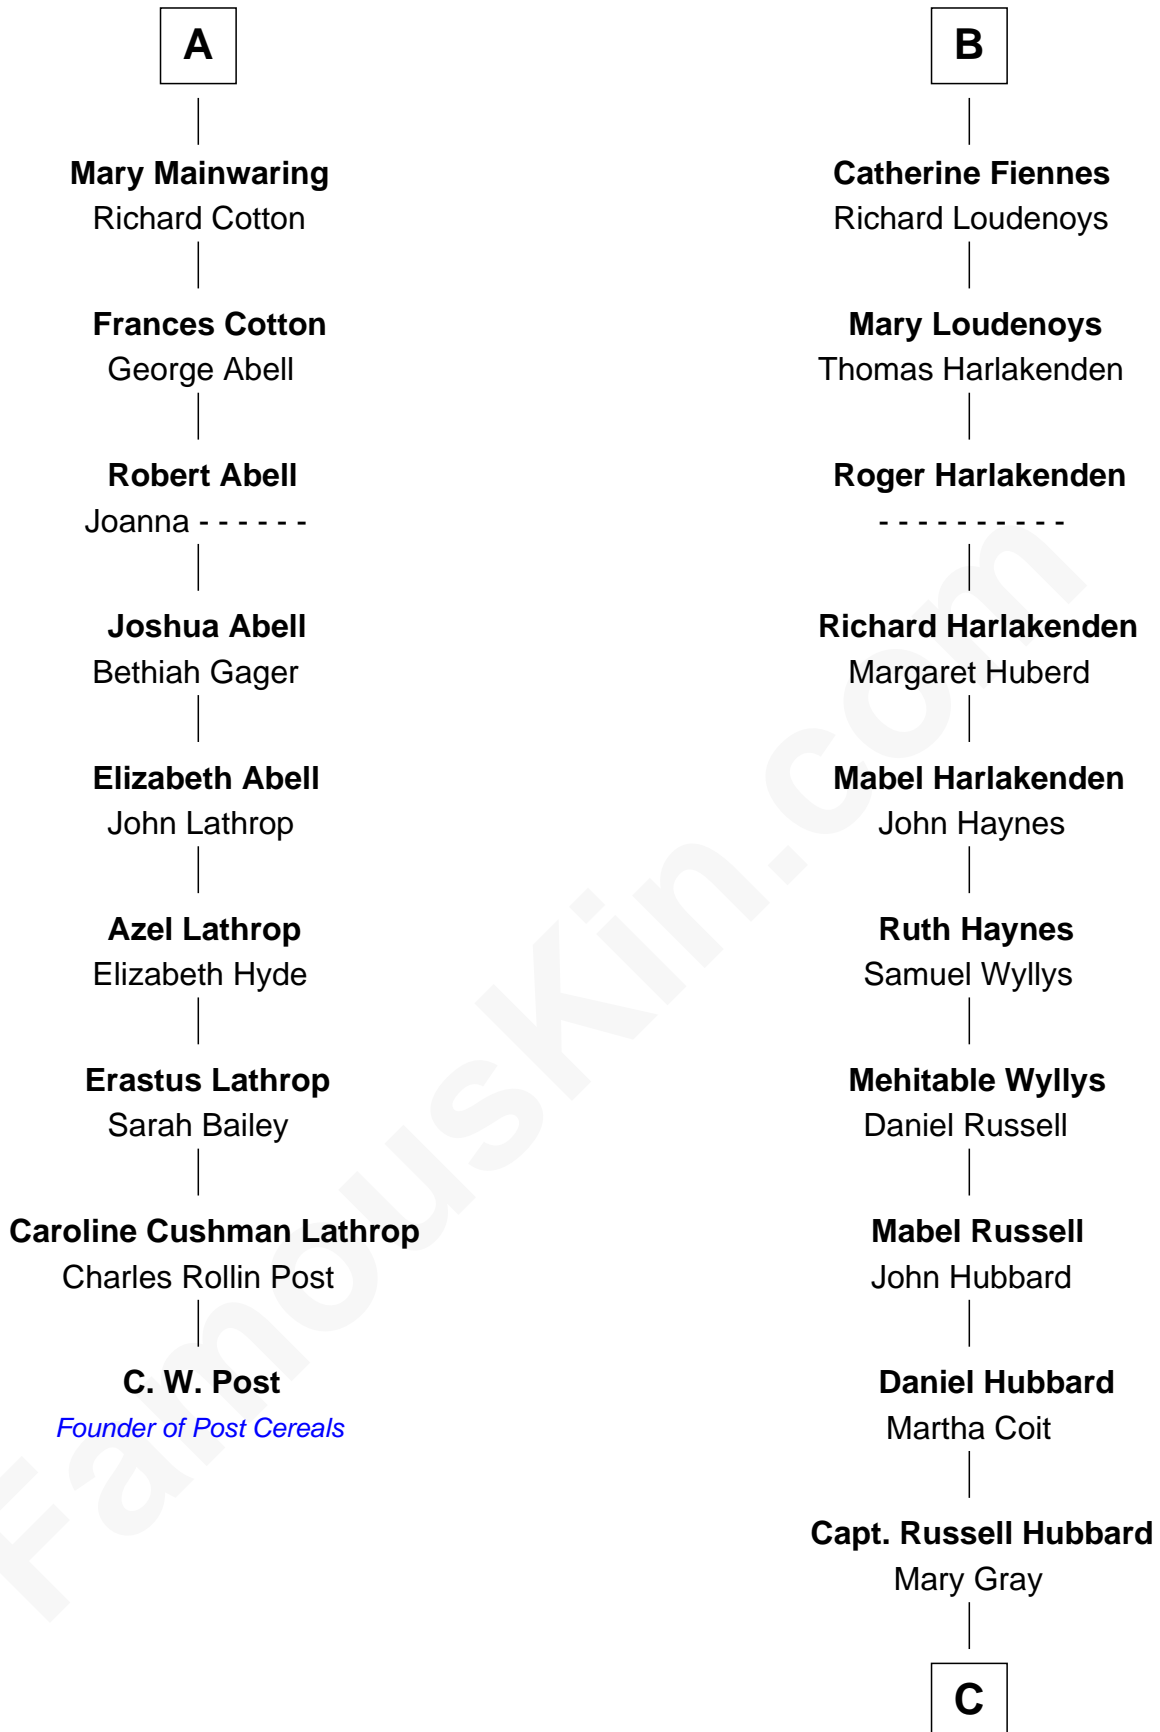 A
Mary Mainwaring
Richard Cotton
Frances Cotton
George Abell
Robert Abell
Joanna - - - - - -
Joshua Abell
Bethiah Gager
Elizabeth Abell
John Lathrop
Azel Lathrop
Elizabeth Hyde
Erastus Lathrop
Sarah Bailey
Caroline Cushman Lathrop
Charles Rollin Post
C. W. Post
Founder of Post Cereals
B
Catherine Fiennes
Richard Loudenoys
Mary Loudenoys
Thomas Harlakenden
Roger Harlakenden
- - - - - - - - - -
Richard Harlakenden
Margaret Huberd
Mabel Harlakenden
John Haynes
Ruth Haynes
Samuel Wyllys
Mehitable Wyllys
Daniel Russell
Mabel Russell
John Hubbard
Daniel Hubbard
Martha Coit
Capt. Russell Hubbard
Mary Gray
C
FamousKin.com